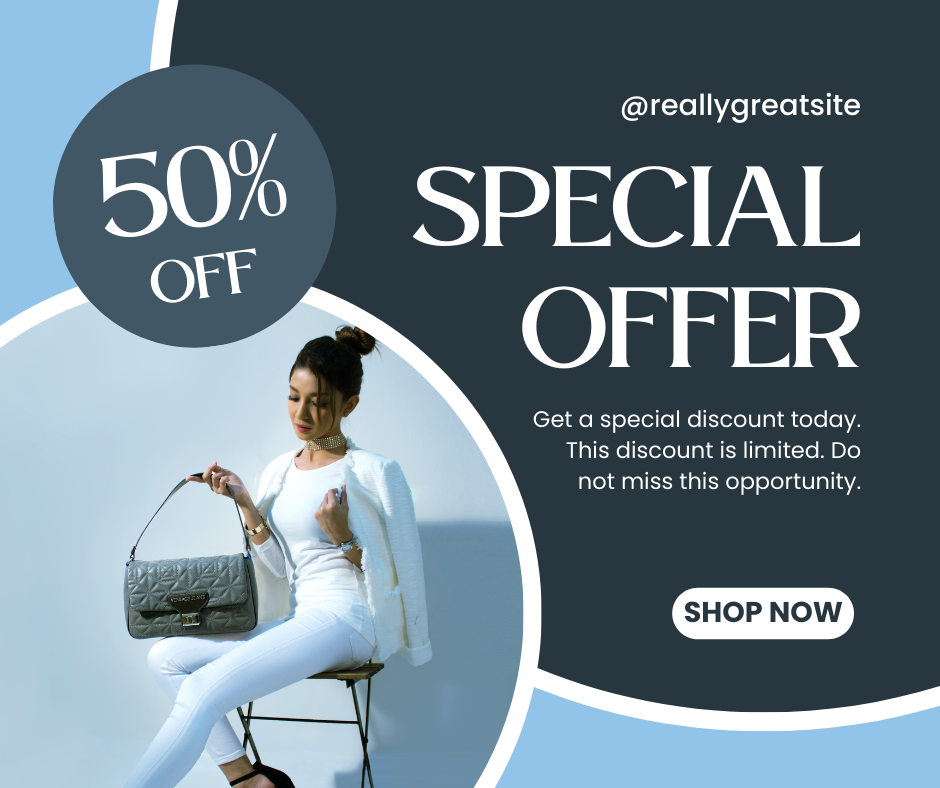 @reallygreatsite
50%
OFF
SPECIAL
OFFER
Get a special discount today.
This discount is limited. Do
not miss this opportunity.
SHOP NOW